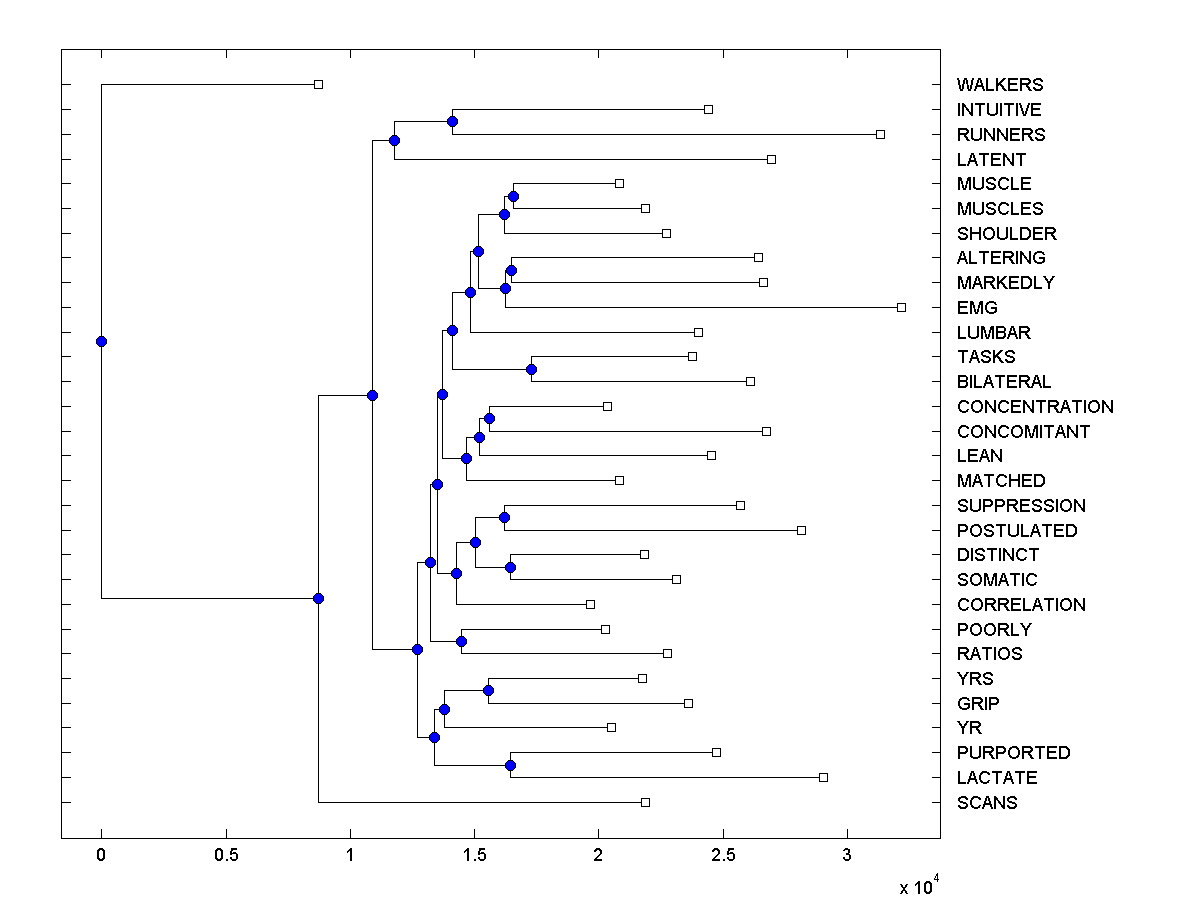 WALKERS
INTUITIVE
RUNNERS
LATENT
MUSCLE
MUSCLES
SHOULDER
ALTERING
MARKEDLY
EMG
LUMBAR
TASKS
BILATERAL
CONCENTRATION
CONCOMITANT
LEAN
MATCHED
SUPPRESSION
POSTULATED
DISTINCT
SOMATIC
CORRELATION
POORLY
RATIOS
YRS
GRIP
YR
PURPORTED
LACTATE
SCANS
0 0.5 1 1.5 2 2.5 3
x 10^4